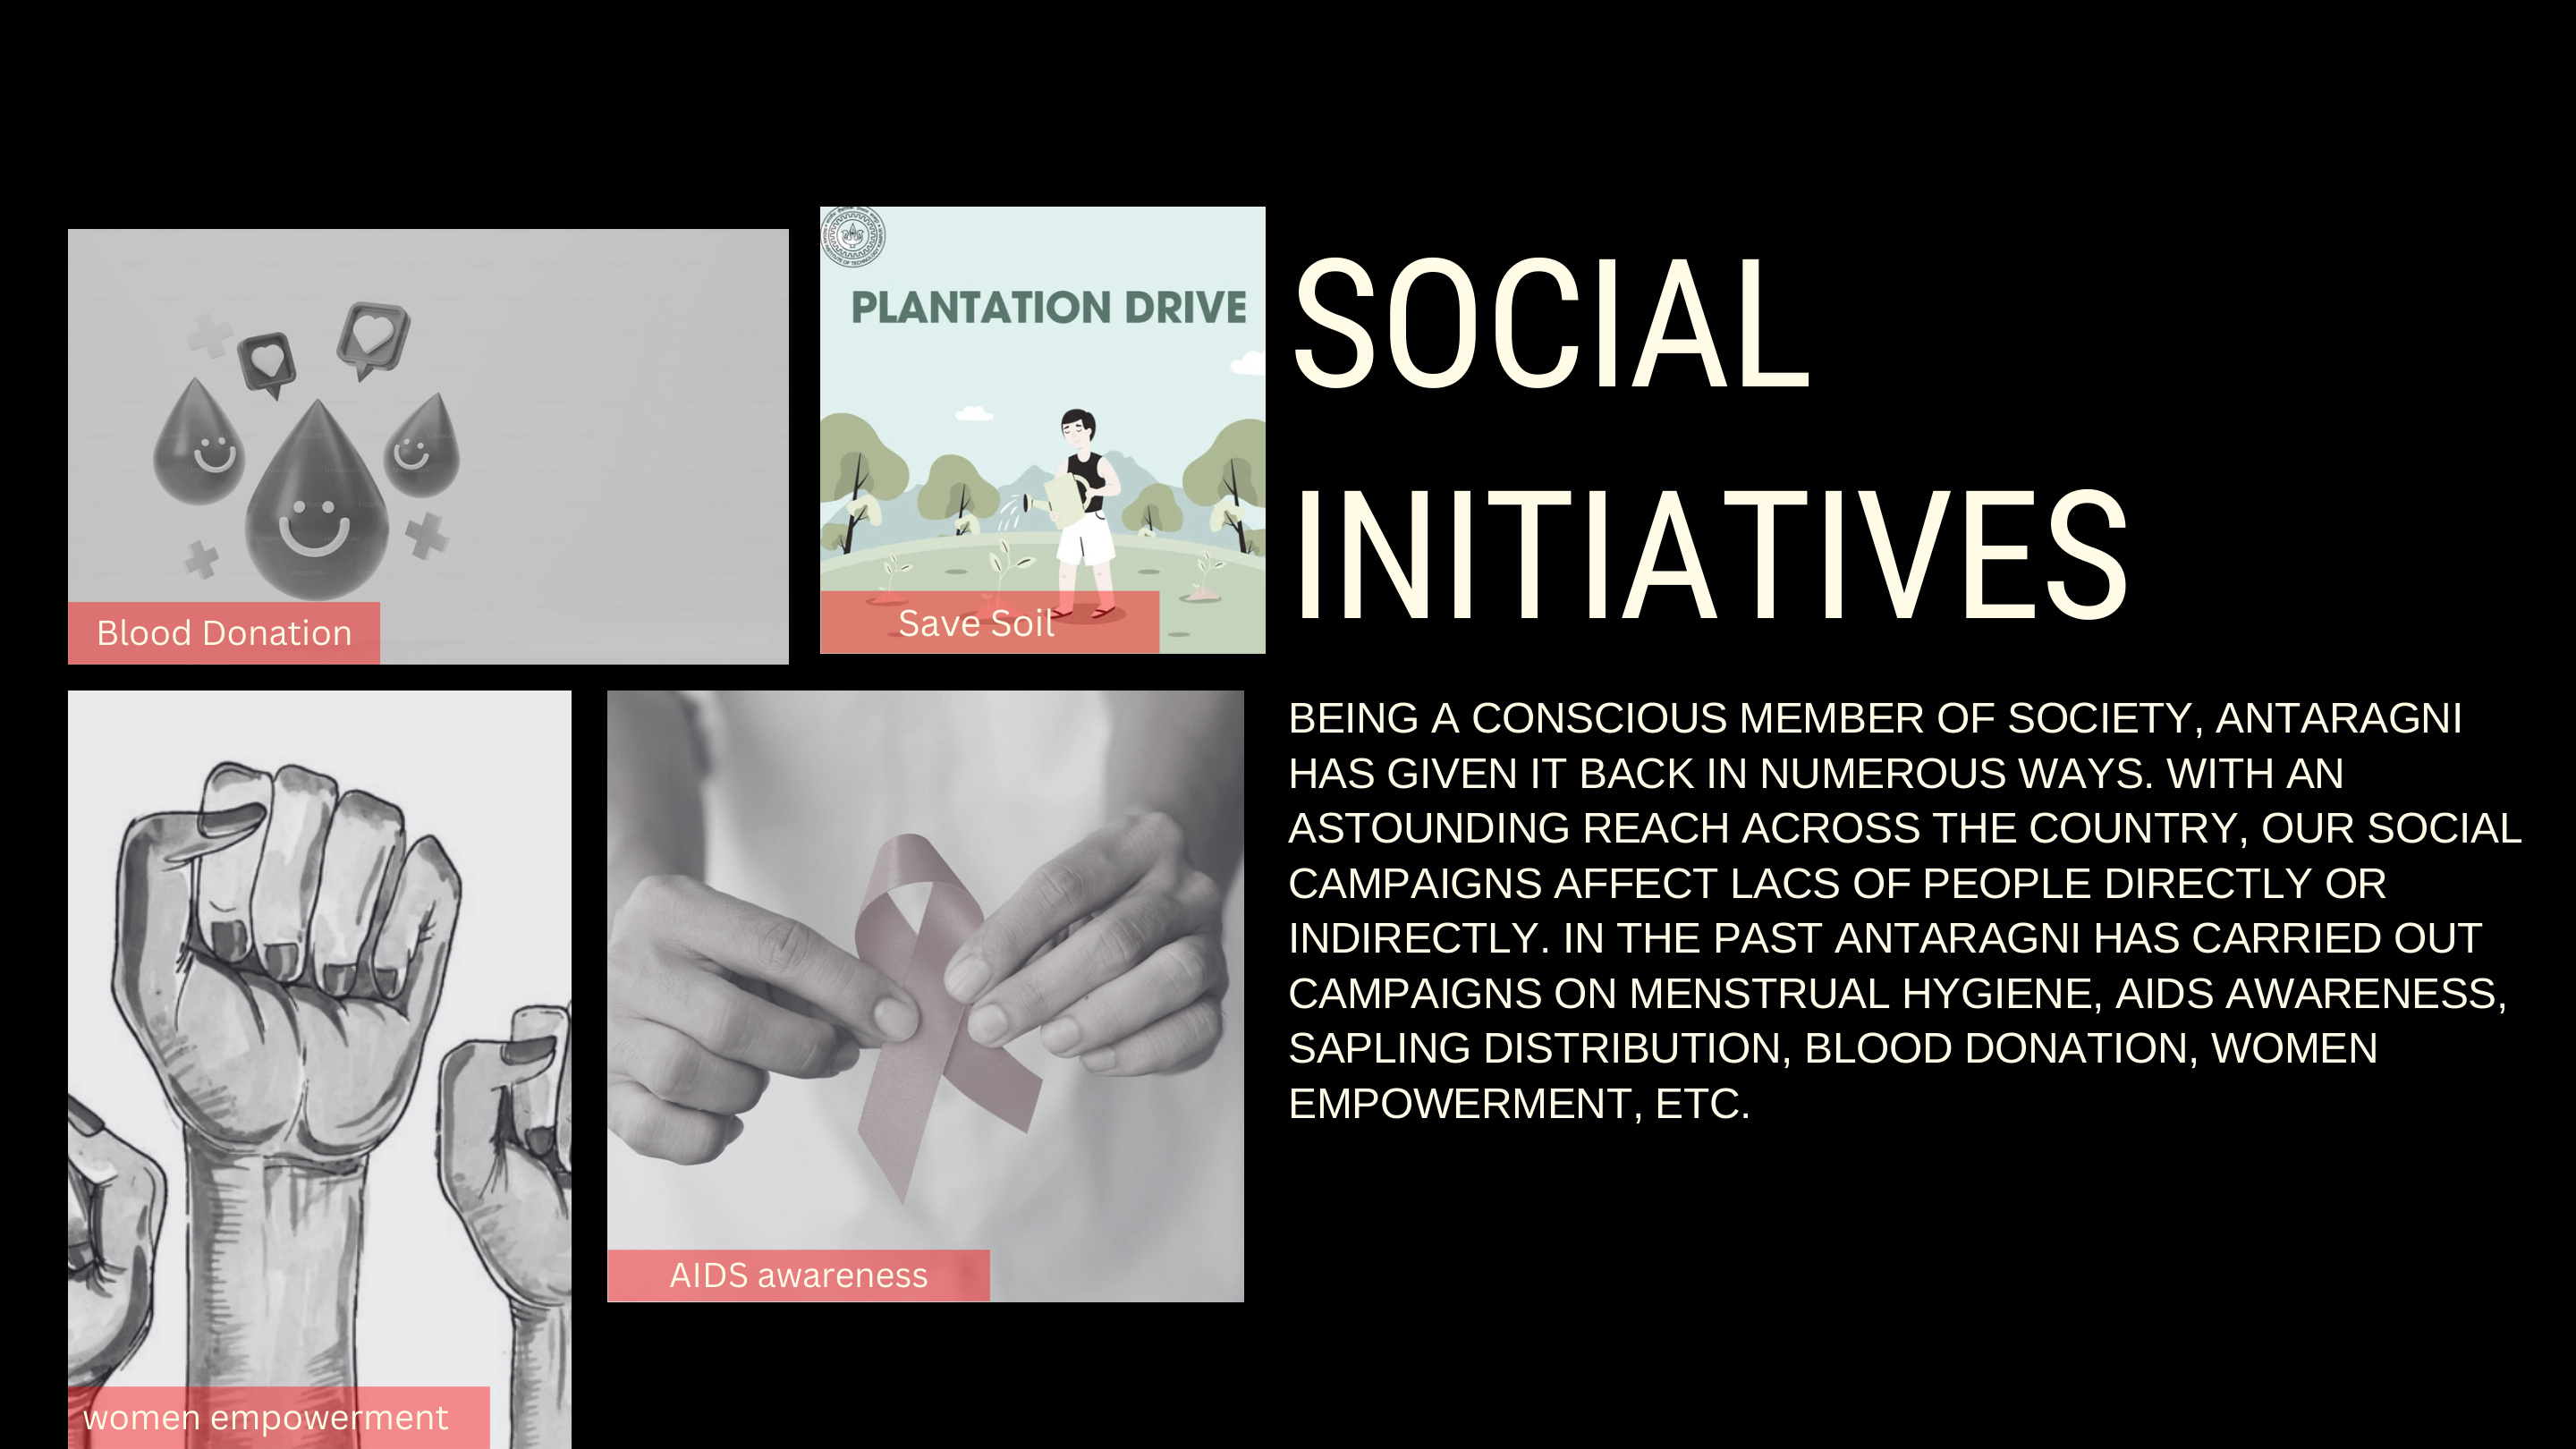 SOCIAL
INITIATIVES
BEING A CONSCIOUS MEMBER OF SOCIETY, ANTARAGNI
HAS GIVEN IT BACK IN NUMEROUS WAYS. WITH AN
ASTOUNDING REACH ACROSS THE COUNTRY, OUR SOCIAL
CAMPAIGNS AFFECT LACS OF PEOPLE DIRECTLY OR
INDIRECTLY. IN THE PAST ANTARAGNI HAS CARRIED OUT
CAMPAIGNS ON MENSTRUAL HYGIENE, AIDS AWARENESS,
SAPLING DISTRIBUTION, BLOOD DONATION, WOMEN
EMPOWERMENT, ETC.
Blood Donation
PLANTATION DRIVE
Save Soil
women empowerment
AIDS awareness